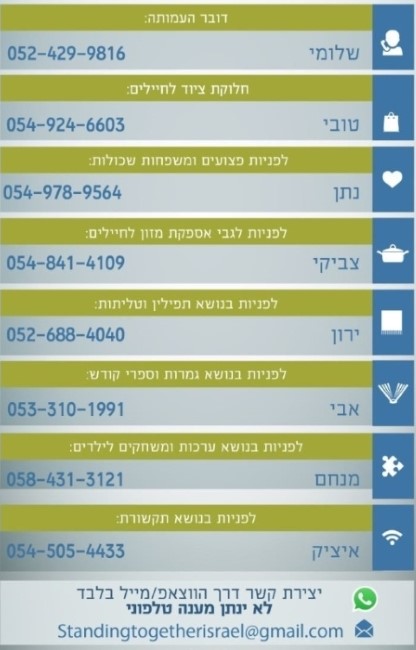 דובר העמותה:
שלומי 052-429-9816
חלוקת ציוד לחיילים:
טובי 054-924-6603
לפניות פצועים ומשפחות שכולות:
נתן 054-978-9564
לפניות לגבי אספקת מזון לחיילים:
צביקי 054-841-4109
לפניות בנושא תפילין וטליתות:
ירון 052-688-4040
לפניות בנושא גמרות וספרי קודש:
אבי 053-310-1991
לפניות בנושא ערכות ומשחקים לילדים:
מנחם 058-431-3121
לפניות בנושא תקשורת:
איציק 054-505-4433
יצירת קשר דרך הווצאפ/מייל בלבד
לא ינתן מענה טלפוני
Standingtogetherisrael@gmail.com